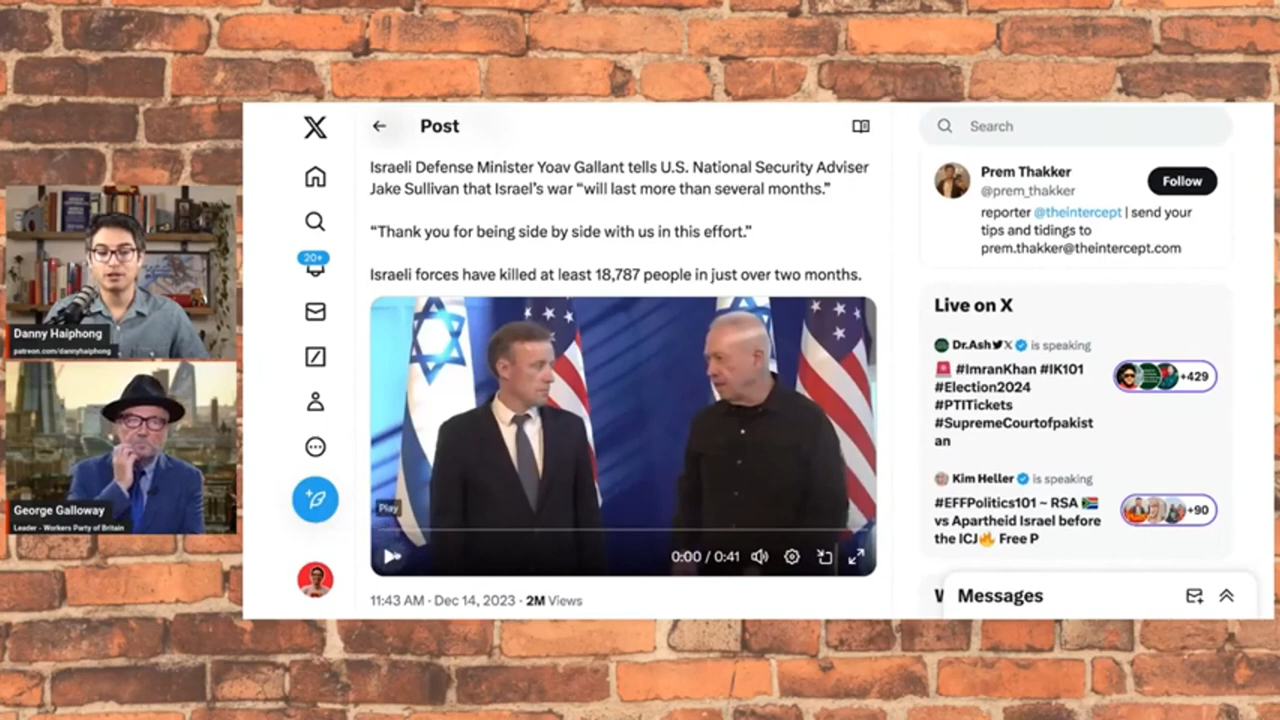 Danny Haiphong
patreon.com/dannyhaiphong
George Galloway
Leader - Workers Party of Britain
X
20+
Post
Israeli Defense Minister Yoav Gallant tells U.S. National Security Adviser
Jake Sullivan that Israel's war “will last more than several months.”
“Thank you for being side by side with us in this effort.”
Israeli forces have killed at least 18,787 people in just over two months.
Play
0:00 / 0:41
11:43 AM · Dec 14, 2023 · 2M Views
Search
Prem Thakker
@prem_thakker
Follow
reporter @theintercept | send your
tips and tidings to
prem.thakker@theintercept.com
Live on X
Dr.Ash is speaking
#ImranKhan #IK101
#Election2024
#PTITickets
#SupremeCourtofpakist
an
+429
Kim Heller is speaking
#EFFPolitics101 ~ RSA 🇿🇦
vs Apartheid Israel before
the ICJ🔥 Free P
+90
Messages